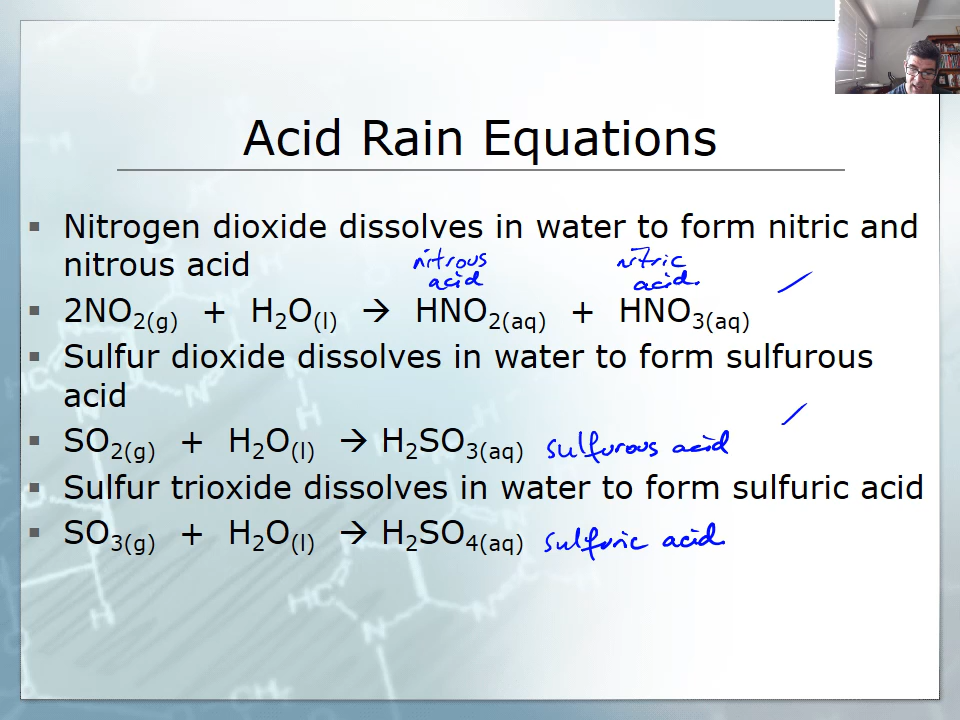 Acid Rain Equations
Nitrogen dioxide dissolves in water to form nitric and
nitrous acid
nitrous nitric
acid acid.
2NO2(g) + H2O(l) → HNO2(aq) + HNO3(aq)
Sulfur dioxide dissolves in water to form sulfurous
acid
SO2(g) + H2O(l) → H2SO3(aq) sulfurous acid
Sulfur trioxide dissolves in water to form sulfuric acid
SO3(g) + H2O(l) → H2SO4(aq) sulfuric acid.